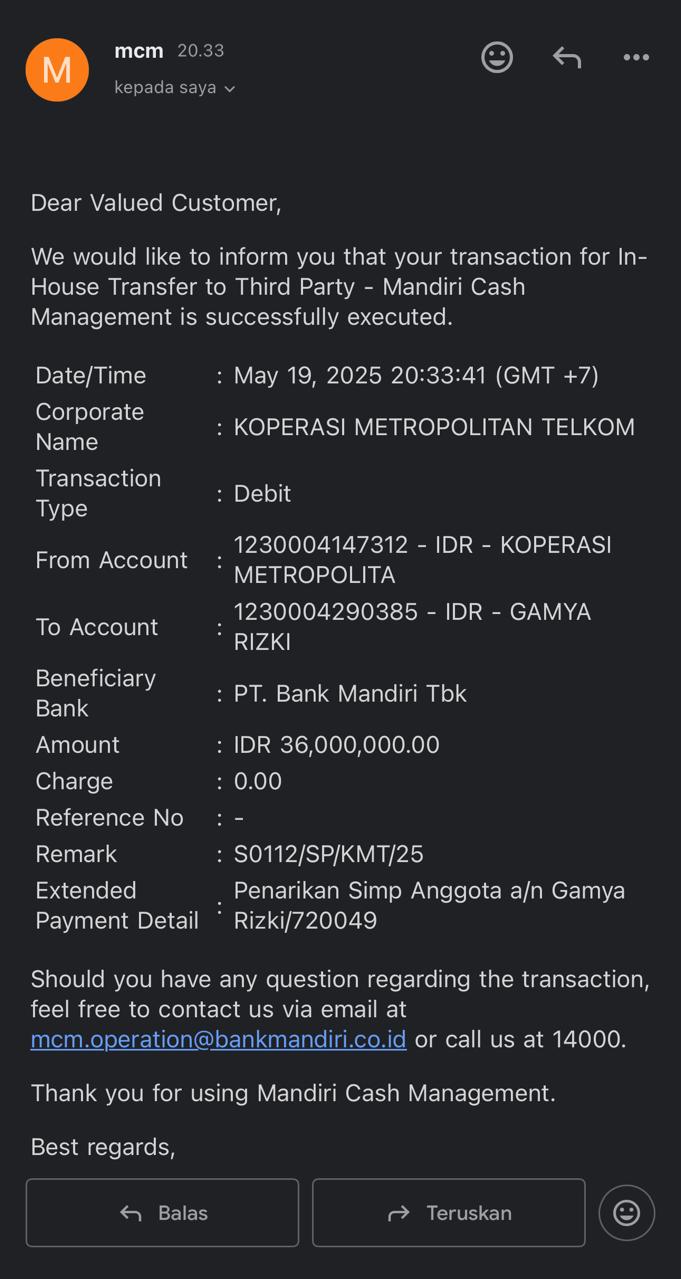 M
mcm 20.33
kepada saya
Dear Valued Customer,
We would like to inform you that your transaction for In-
House Transfer to Third Party - Mandiri Cash
Management is successfully executed.
Date/Time : May 19, 2025 20:33:41 (GMT +7)
Corporate
Name : KOPERASI METROPOLITAN TELKOM
Transaction
Type : Debit
From Account : 1230004147312 - IDR - KOPERASI
METROPOLITA
To Account : 1230004290385 - IDR - GAMYA
RIZKI
Beneficiary
Bank : PT. Bank Mandiri Tbk
Amount : IDR 36,000,000.00
Charge : 0.00
Reference No : -
Remark : S0112/SP/KMT/25
Extended
Payment Detail : Penarikan Simp Anggota a/n Gamya
Rizki/720049
Should you have any question regarding the transaction,
feel free to contact us via email at
mcm.operation@bankmandiri.co.id or call us at 14000.
Thank you for using Mandiri Cash Management.
Best regards,
Balas
Teruskan